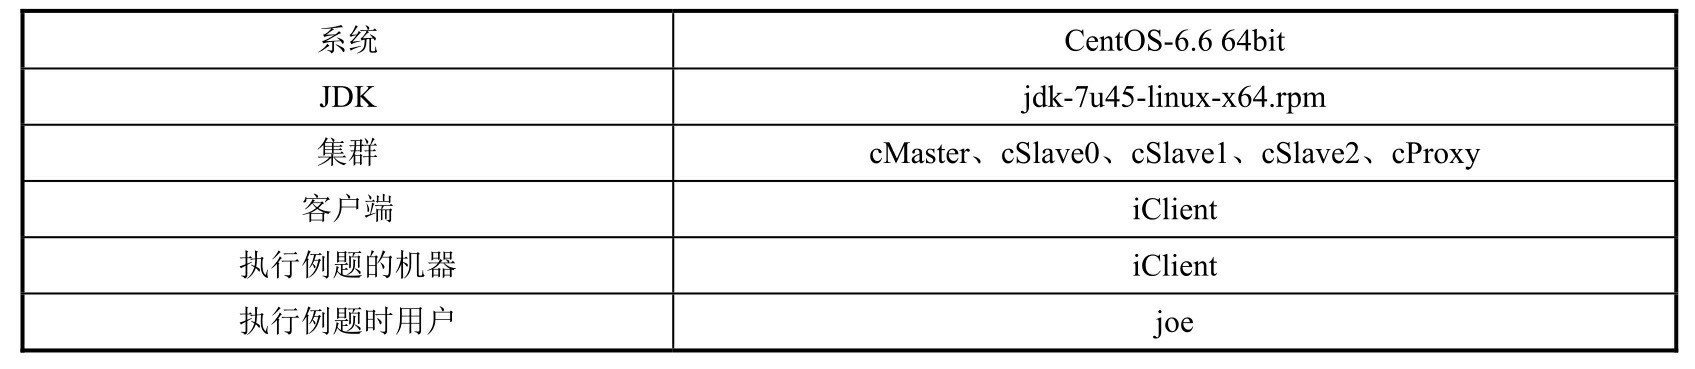 系统 CentOS-6.6 64bit
JDK jdk-7u45-linux-x64.rpm
集群 cMaster、cSlave0、cSlave1、cSlave2、cProxy
客户端 iClient
执行例题的机器 iClient
执行例题时用户 joe